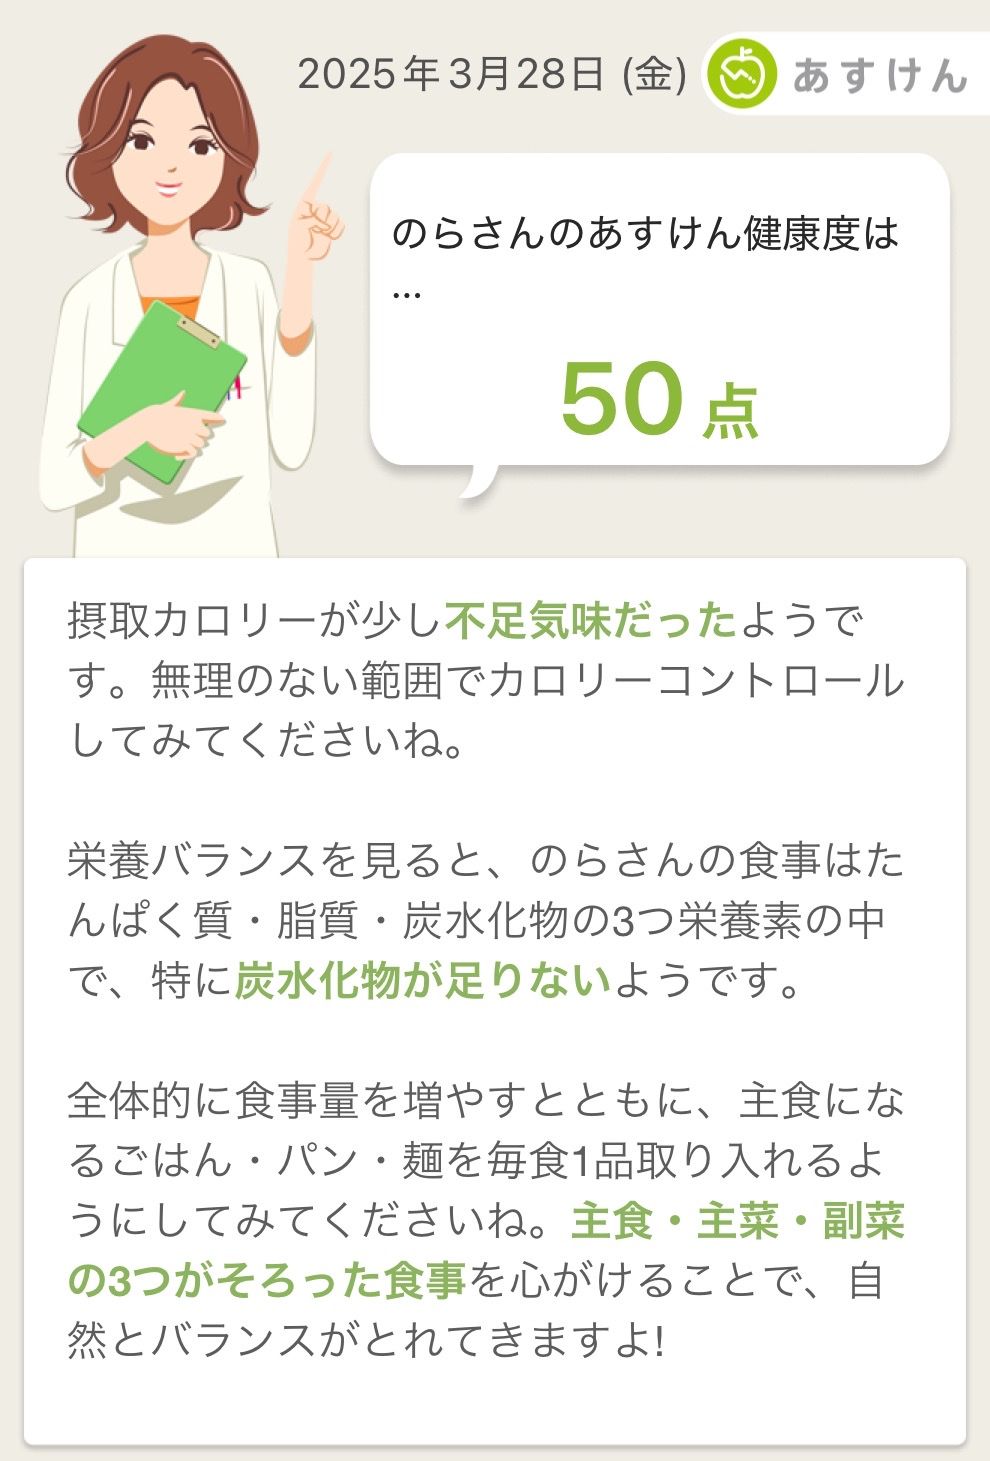 2025年3月28日 (金)
あすけん
のらさんのあすけん健康度は
...
50点
摂取カロリーが少し不足気味だったようで
す。無理のない範囲でカロリーコントロール
してみてくださいね。
栄養バランスを見ると、のらさんの食事はた
んぱく質・脂質・炭水化物の3つ栄養素の中
で、特に炭水化物が足りないようです。
全体的に食事量を増やすとともに、主食にな
るごはん・パン・麺を毎食1品取り入れるよ
うにしてみてくださいね。主食・主菜・副菜
の3つがそろった食事を心がけることで、自
然とバランスがとれてきますよ!